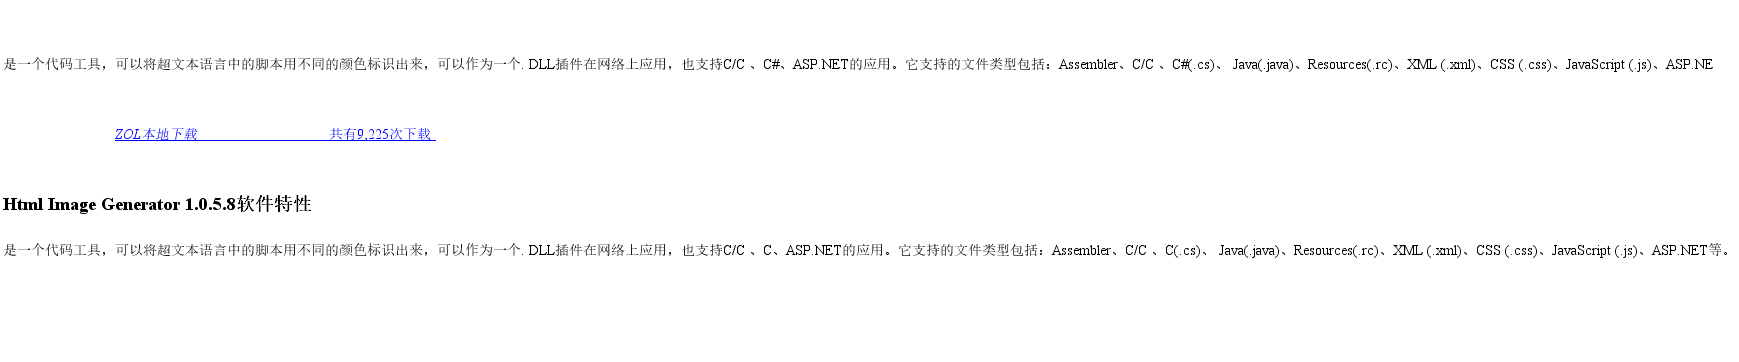 是一个代码工具，可以将超文本语言中的脚本用不同的颜色标识出来，可以作为一个. DLL插件在网络上应用，也支持C/C 、C#、ASP.NET的应用。它支持的文件类型包括：Assembler、C/C 、C#(.cs)、 Java(.java)、Resources(.rc)、XML (.xml)、CSS (.css)、JavaScript (.js)、ASP.NE
ZOL本地下载 共有9,225次下载
Html Image Generator 1.0.5.8软件特性
是一个代码工具，可以将超文本语言中的脚本用不同的颜色标识出来，可以作为一个. DLL插件在网络上应用，也支持C/C 、C、ASP.NET的应用。它支持的文件类型包括：Assembler、C/C 、C(.cs)、 Java(.java)、Resources(.rc)、XML (.xml)、CSS (.css)、JavaScript (.js)、ASP.NET等。